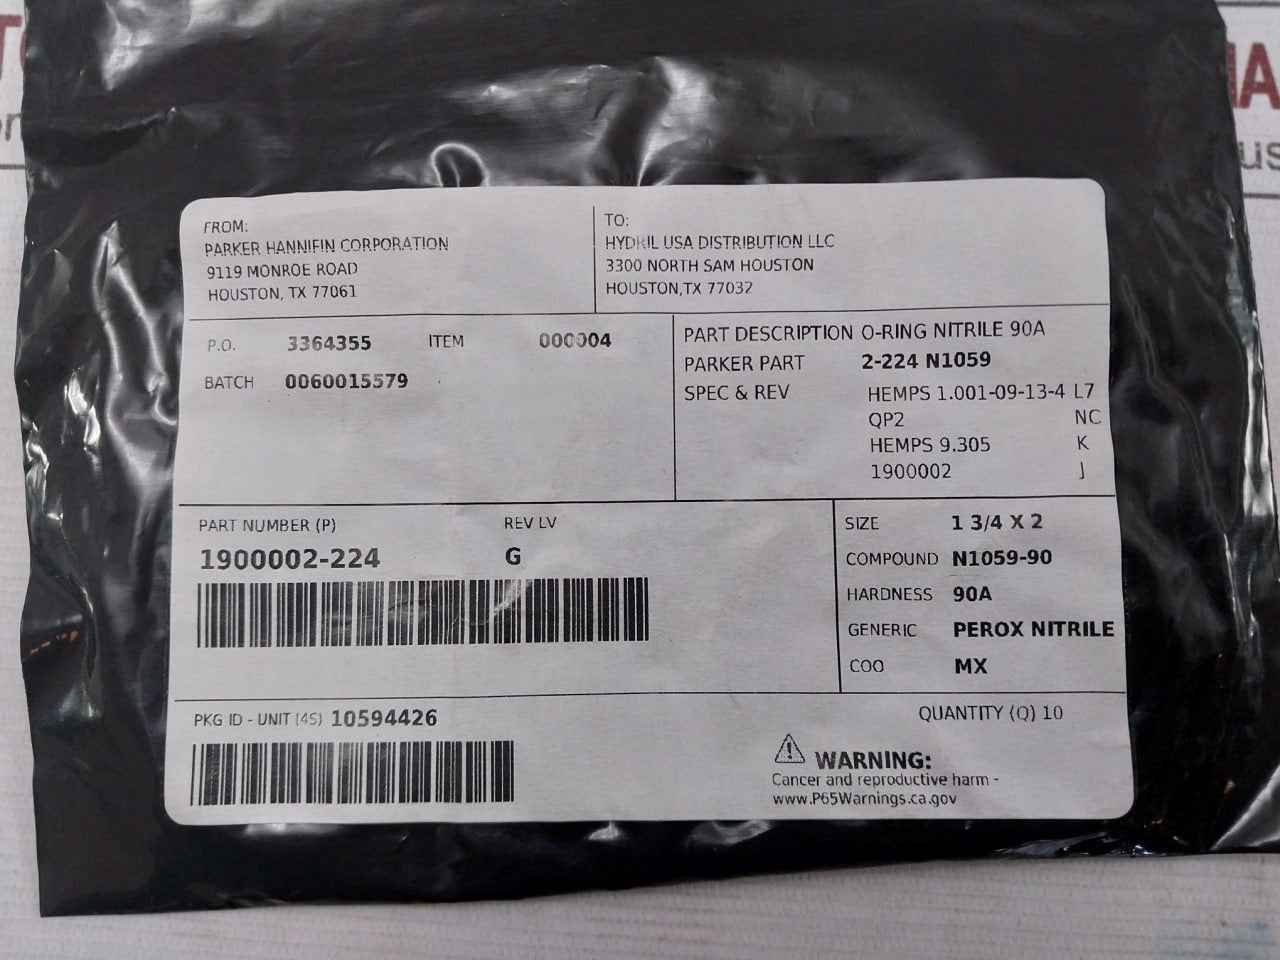 FROM:
PARKER HANNIFIN CORPORATION
9119 MONROE ROAD
HOUSTON, TX 77061
TO:
HYDRIL USA DISTRIBUTION LLC
3300 NORTH SAM HOUSTON
HOUSTON,TX 77032
P.O. 3364355 ITEM 000004
BATCH 0060015579
PART DESCRIPTION O-RING NITRILE 90A
PARKER PART 2-224 N1059
SPEC & REV HEMPS 1.001-09-13-4 L7
QP2 NC
HEMPS 9.305 K
1900002 J
PART NUMBER (P) REV LV
1900002-224 G
SIZE 1 3/4 X 2
COMPOUND N1059-90
HARDNESS 90A
GENERIC PEROX NITRILE
COO MX
PKG ID - UNIT (4S) 10594426
QUANTITY (Q) 10
WARNING:
Cancer and reproductive harm -
www.P65Warnings.ca.gov